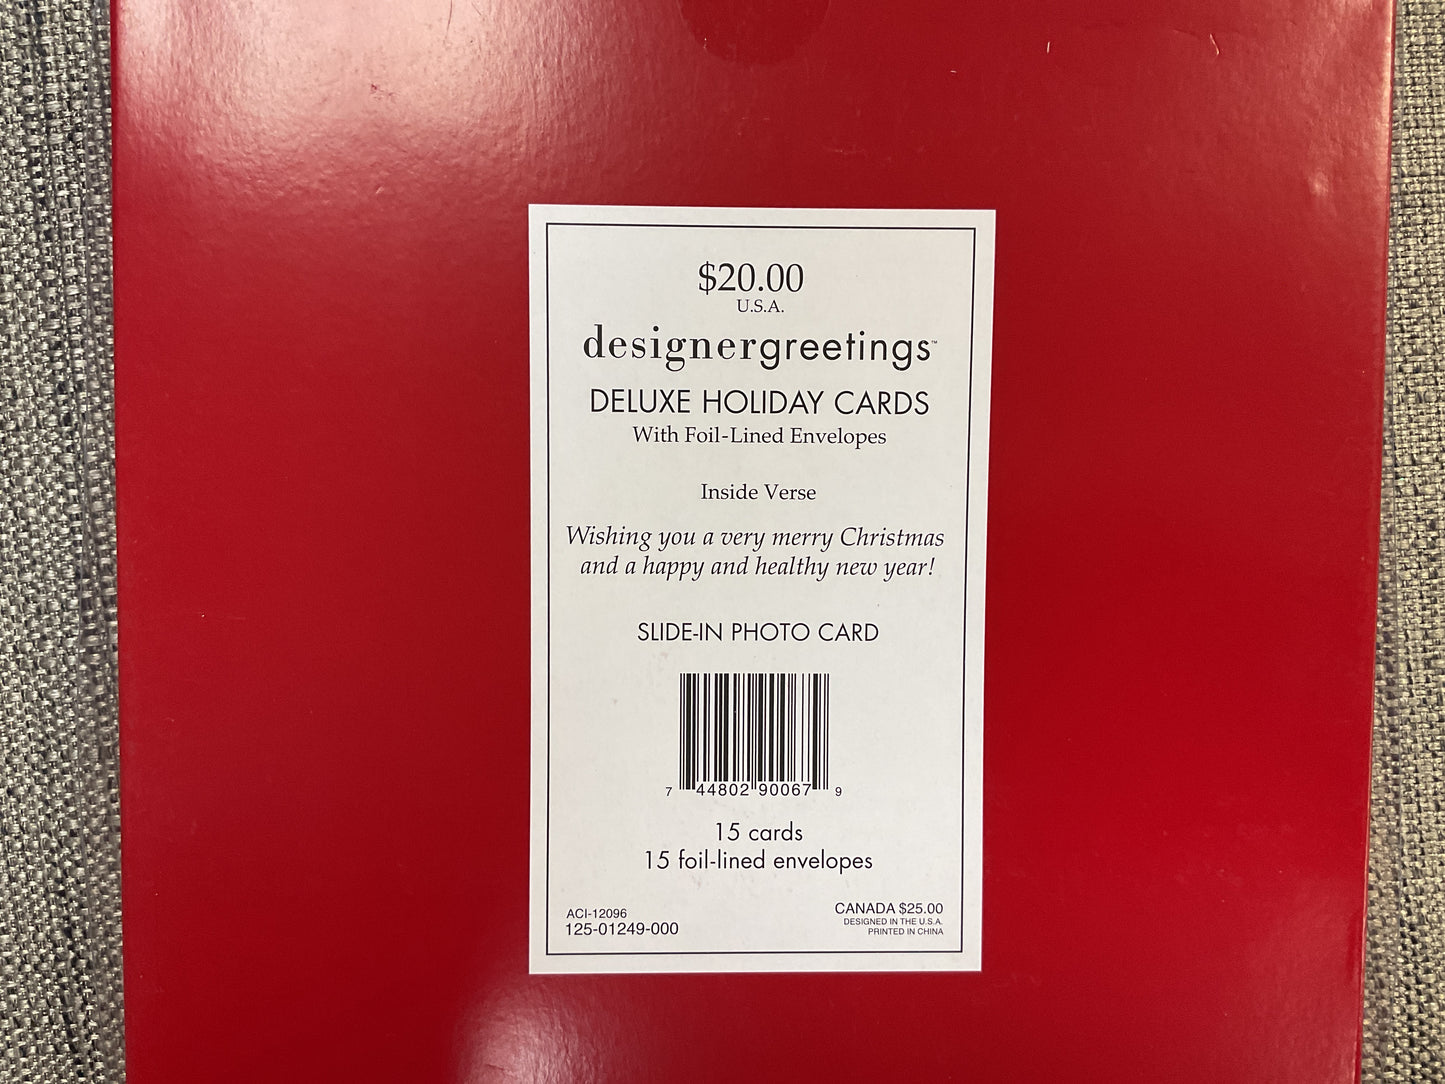 $20.00
U.S.A.
designergreetings™
DELUXE HOLIDAY CARDS
With Foil-Lined Envelopes
Inside Verse
Wishing you a very merry Christmas
and a happy and healthy new year!
SLIDE-IN PHOTO CARD
7 44802 90067 9
15 cards
15 foil-lined envelopes
ACI-12096
125-01249-000
CANADA $25.00
DESIGNED IN THE U.S.A.
PRINTED IN CHINA